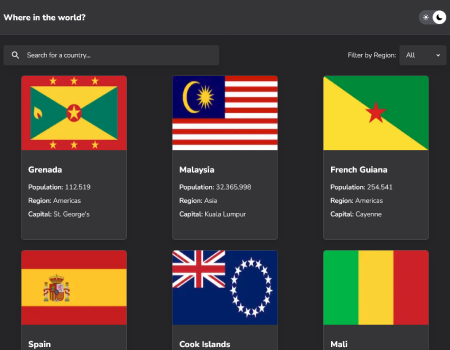 Where in the world?
Search for a country...
Filter by Region: All
Grenada
Population: 112.519
Region: Americas
Capital: St. George's
Malaysia
Population: 32.365.998
Region: Asia
Capital: Kuala Lumpur
French Guiana
Population: 254.541
Region: Americas
Capital: Cayenne
Spain
Cook Islands
Mali